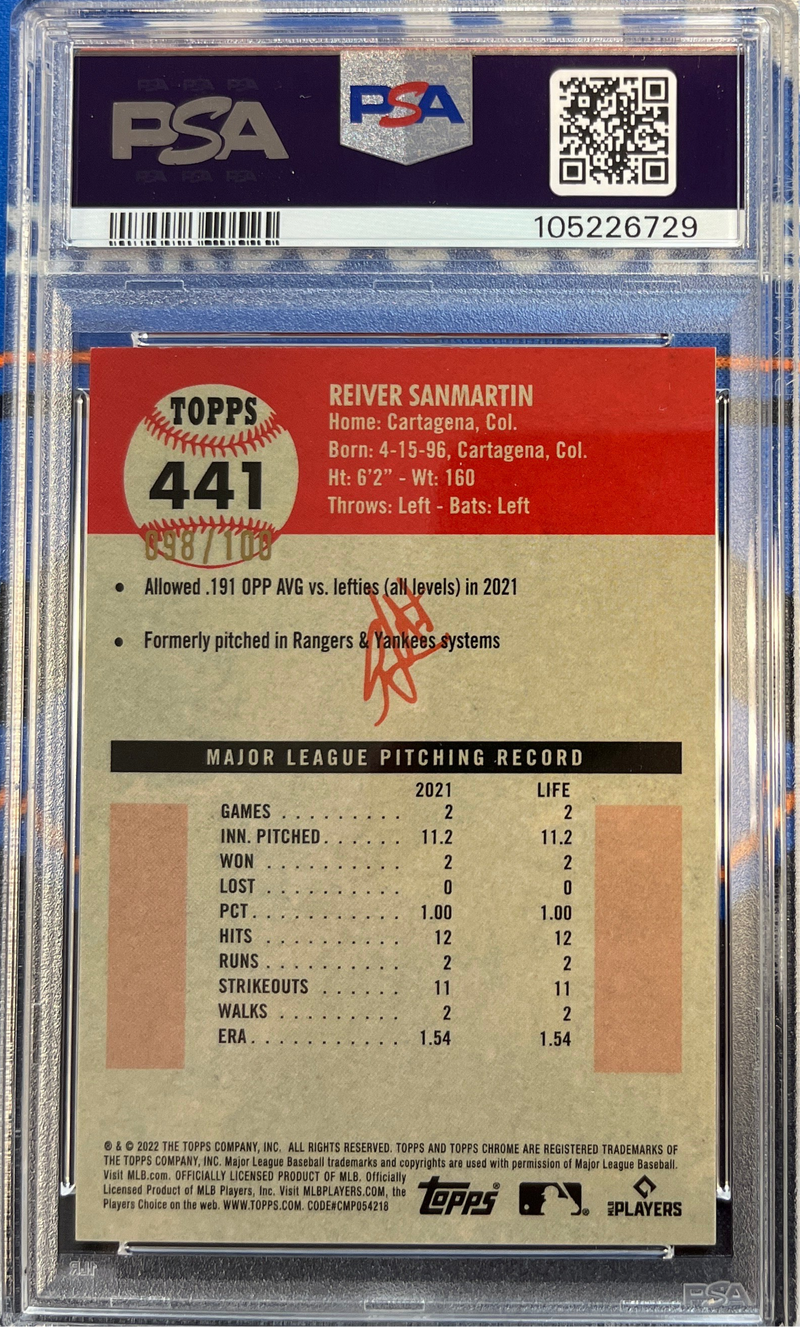 PSA PSA PSA
PSA
PSA
PSA PSA PSA
105226729
TOPPS
441
098/100
REIVER SANMARTIN
Home: Cartagena, Col.
Born: 4-15-96, Cartagena, Col.
Ht: 6'2" - Wt: 160
Throws: Left - Bats: Left
• Allowed .191 OPP AVG vs. lefties (all levels) in 2021
• Formerly pitched in Rangers & Yankees systems
MAJOR LEAGUE PITCHING RECORD
2021 LIFE
GAMES . . . . . . . . . 2 2
INN. PITCHED . . . . . . 11.2 11.2
WON . . . . . . . . . . 2 2
LOST . . . . . . . . . . 0 0
PCT . . . . . . . . . . 1.00 1.00
HITS . . . . . . . . . . 12 12
RUNS . . . . . . . . . . 2 2
STRIKEOUTS . . . . . . 11 11
WALKS . . . . . . . . . 2 2
ERA . . . . . . . . . . 1.54 1.54
® & © 2022 THE TOPPS COMPANY, INC. ALL RIGHTS RESERVED. TOPPS AND TOPPS CHROME ARE REGISTERED TRADEMARKS OF
THE TOPPS COMPANY, INC. Major League Baseball trademarks and copyrights are used with permission of Major League Baseball.
Visit MLB.com. OFFICIALLY LICENSED PRODUCT OF MLB. Officially
Licensed Product of MLB Players, Inc. Visit MLBPLAYERS.COM, the
Players Choice on the web. WWW.TOPPS.COM. CODE#CMP054218
Topps®
MLB PLAYERS
PSA